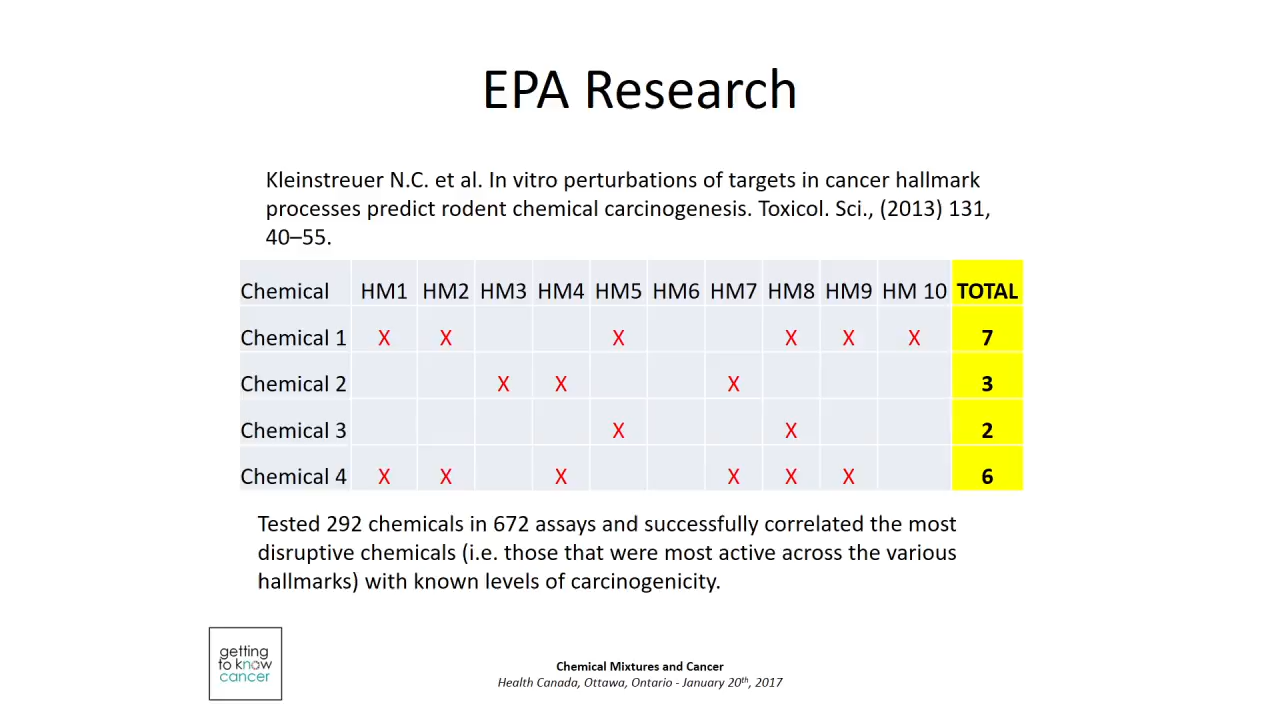 EPA Research
Kleinstreuer N.C. et al. In vitro perturbations of targets in cancer hallmark
processes predict rodent chemical carcinogenesis. Toxicol. Sci., (2013) 131,
40–55.
Chemical HM1 HM2 HM3 HM4 HM5 HM6 HM7 HM8 HM9 HM 10 TOTAL
Chemical 1 X X X X X X 7
Chemical 2 X X X 3
Chemical 3 X X 2
Chemical 4 X X X X X X 6
Tested 292 chemicals in 672 assays and successfully correlated the most
disruptive chemicals (i.e. those that were most active across the various
hallmarks) with known levels of carcinogenicity.
getting
to know
cancer
Chemical Mixtures and Cancer
Health Canada, Ottawa, Ontario - January 20th, 2017